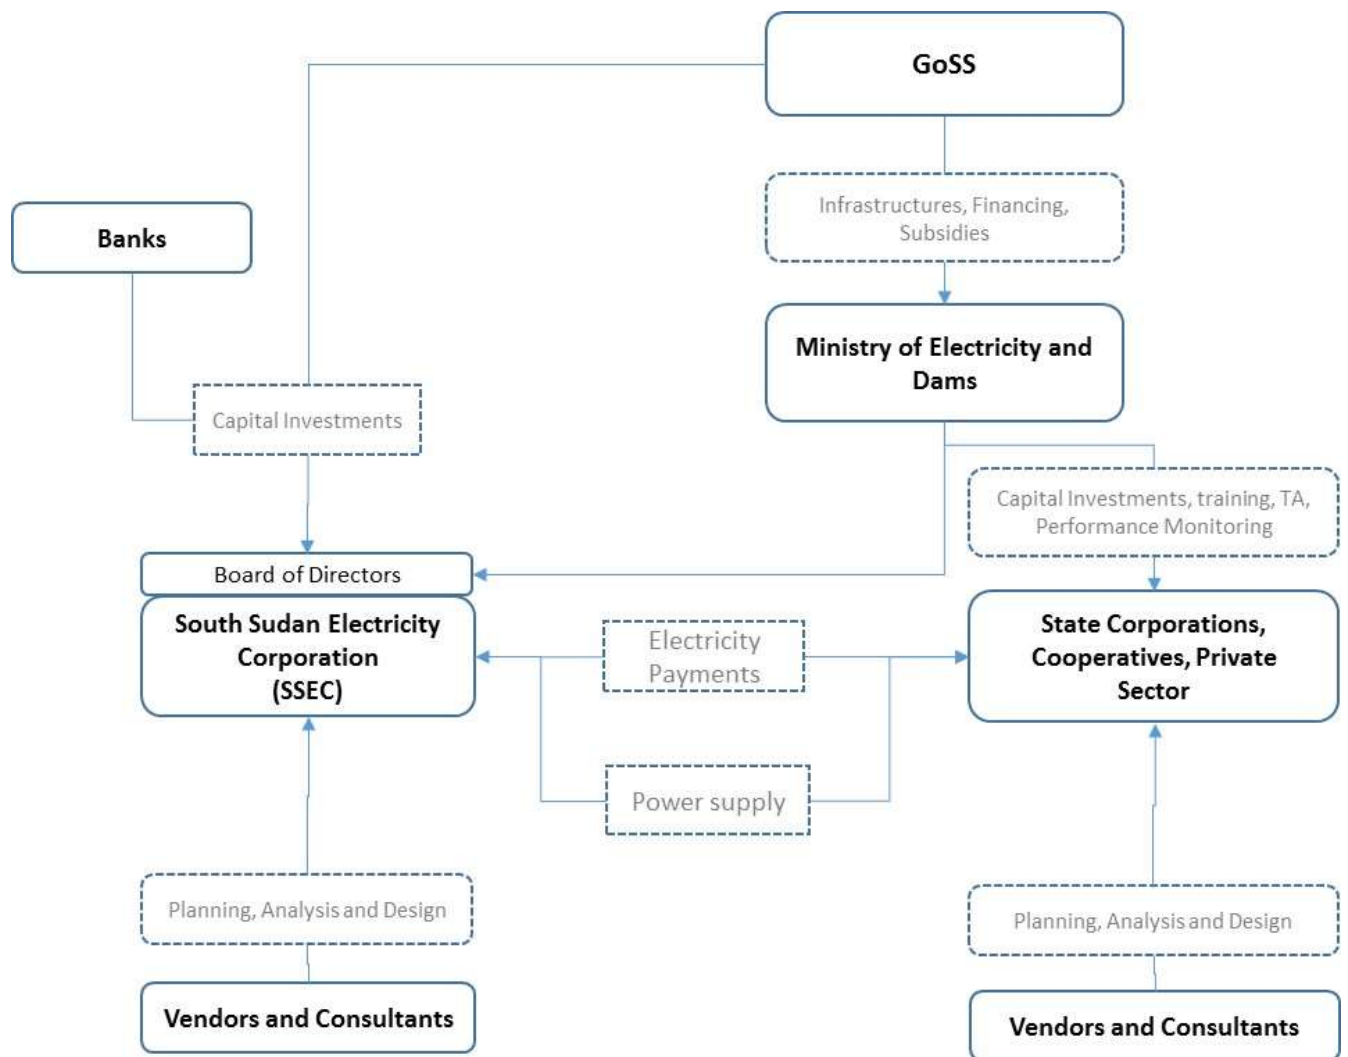 GoSS
Infrastructures, Financing,
Subsidies
Banks
Ministry of Electricity and
Dams
Capital Investments
Capital Investments, training, TA,
Performance Monitoring
Board of Directors
South Sudan Electricity
Corporation
(SSEC)
Electricity
Payments
State Corporations,
Cooperatives, Private
Sector
Power supply
Planning, Analysis and Design
Planning, Analysis and Design
Vendors and Consultants
Vendors and Consultants